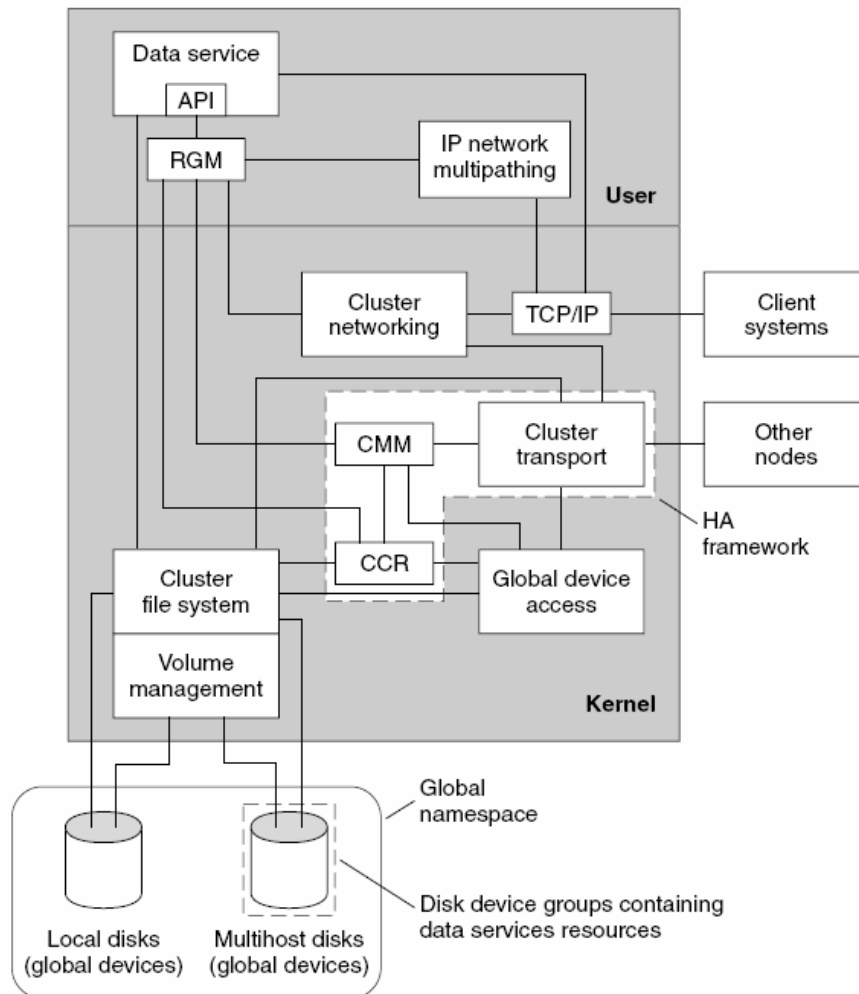 Data service
API
RGM
IP network
multipathing
User
Cluster
networking
TCP/IP
Client
systems
CMM
Cluster
transport
Other
nodes
HA
framework
CCR
Cluster
file system
Global device
access
Volume
management
Kernel
Global
namespace
Disk device groups containing
data services resources
Local disks
(global devices)
Multihost disks
(global devices)